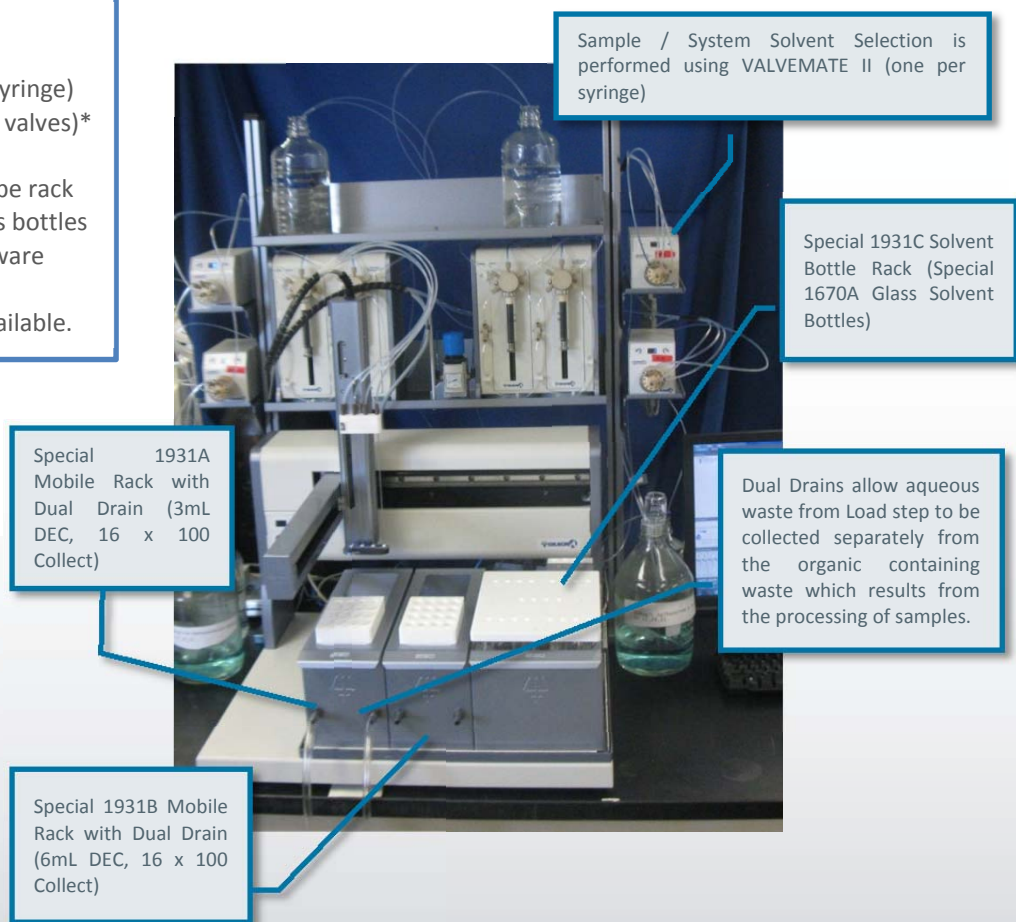 yringe)
valves)*
be rack
s bottles
ware
ailable.
Sample / System Solvent Selection is
performed using VALVEMATE II (one per
syringe)
Special 1931C Solvent
Bottle Rack (Special
1670A Glass Solvent
Bottles)
Special 1931A
Mobile Rack with
Dual Drain (3mL
DEC, 16 x 100
Collect)
Dual Drains allow aqueous
waste from Load step to be
collected separately from
the organic containing
waste which results from
the processing of samples.
Special 1931B Mobile
Rack with Dual Drain
(6mL DEC, 16 x 100
Collect)